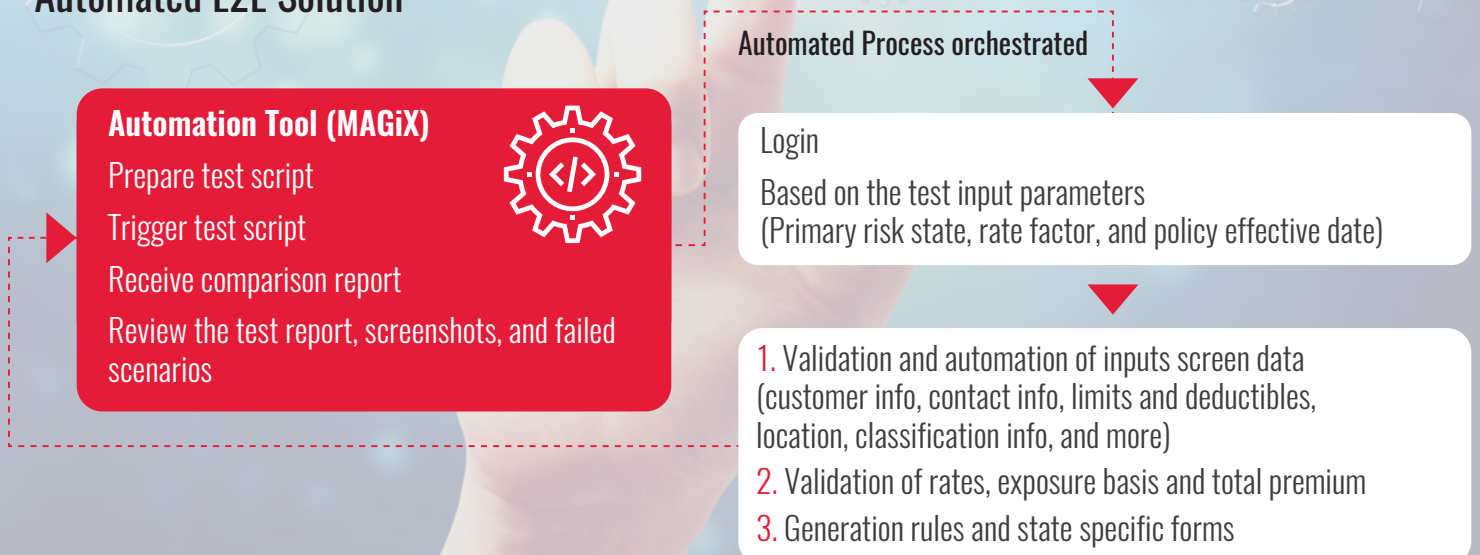 Automated E2E Solution
Automation Tool (MAGiX)
Prepare test script
Trigger test script
Receive comparison report
Review the test report, screenshots, and failed
scenarios
</>
Automated Process orchestrated
Login
Based on the test input parameters
(Primary risk state, rate factor, and policy effective date)
1. Validation and automation of inputs screen data
(customer info, contact info, limits and deductibles,
location, classification info, and more)
2. Validation of rates, exposure basis and total premium
3. Generation rules and state specific forms